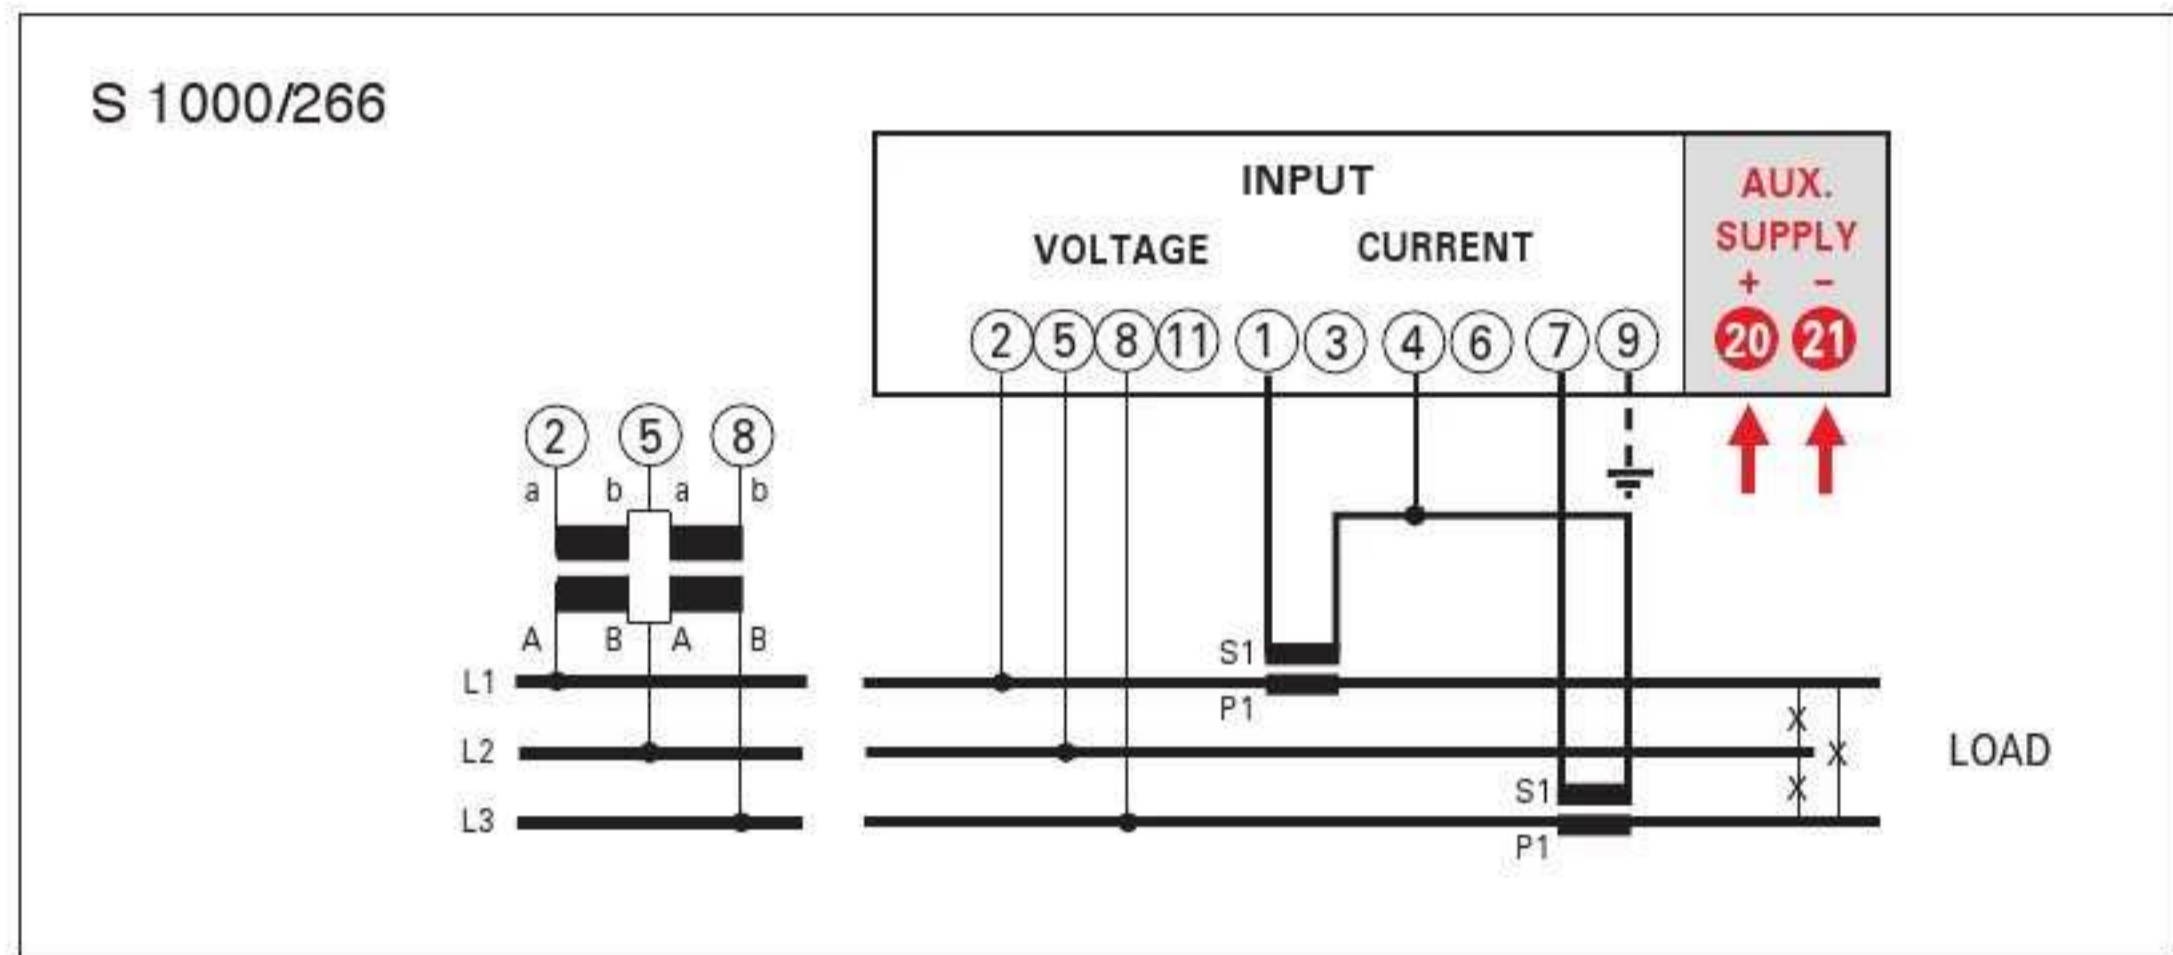 S 1000/266
INPUT
AUX.
SUPPLY
VOLTAGE CURRENT
+ −
2 5 8 11 1 3 4 6 7 9 20 21
2 5 8
a b a b
A B A B
S1
L1
P1
X
L2
X
LOAD
S1
X
L3
P1